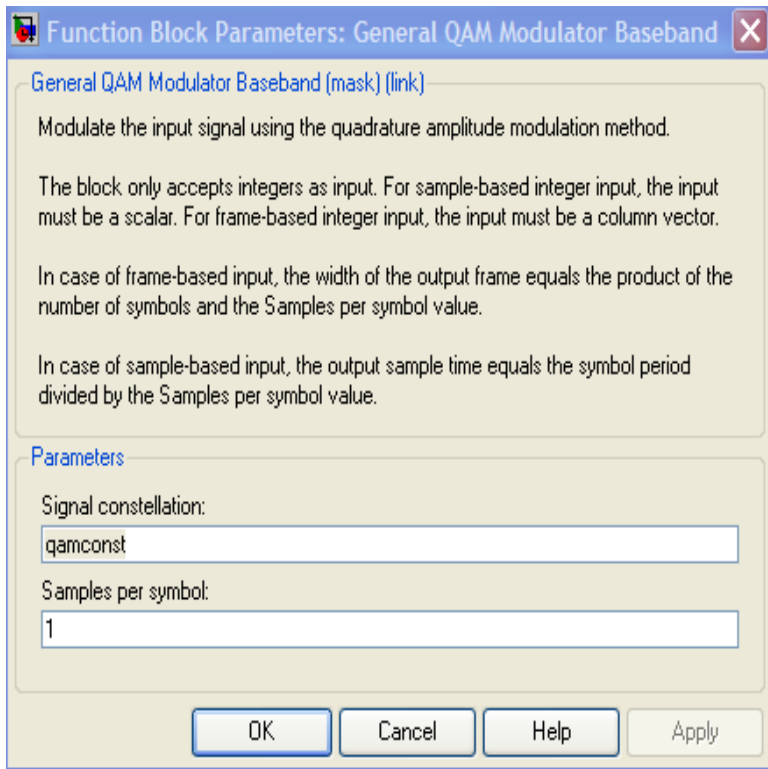 Function Block Parameters: General QAM Modulator Baseband
General QAM Modulator Baseband (mask) (link)
Modulate the input signal using the quadrature amplitude modulation method.
The block only accepts integers as input. For sample-based integer input, the input
must be a scalar. For frame-based integer input, the input must be a column vector.
In case of frame-based input, the width of the output frame equals the product of the
number of symbols and the Samples per symbol value.
In case of sample-based input, the output sample time equals the symbol period
divided by the Samples per symbol value.
Parameters
Signal constellation:
qamconst
Samples per symbol:
1
OK Cancel Help Apply